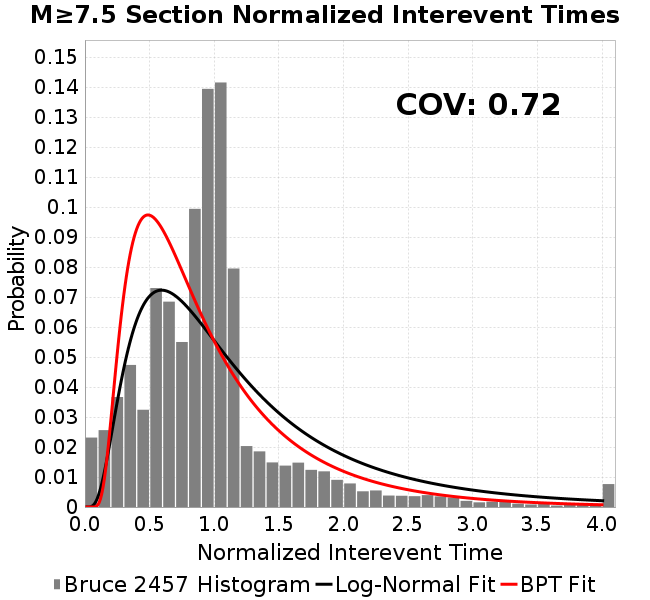 M≥7.5 Section Normalized Interevent Times
COV: 0.72
Probability
0.15
0.14
0.13
0.12
0.11
0.1
0.09
0.08
0.07
0.06
0.05
0.04
0.03
0.02
0.01
0
0.0 0.5 1.0 1.5 2.0 2.5 3.0 3.5 4.0
Normalized Interevent Time
Bruce 2457 Histogram Log-Normal Fit BPT Fit